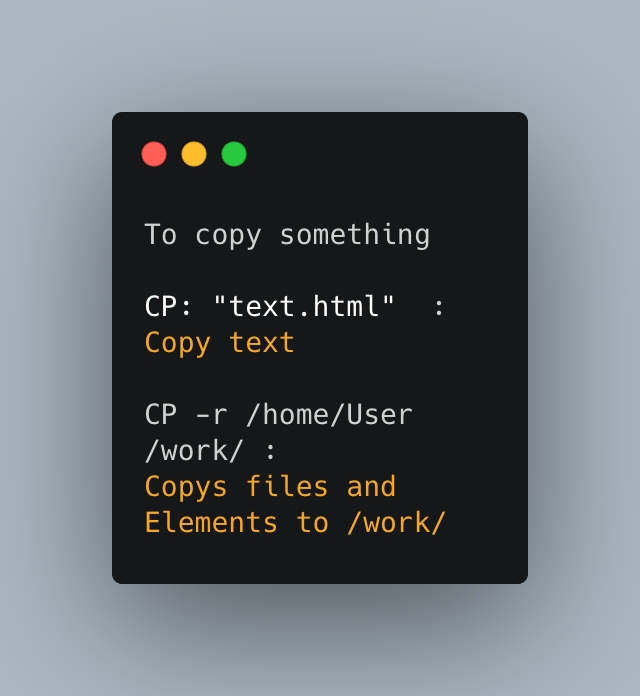 To copy something
CP: "text.html"  :
Copy text
CP -r /home/User
/work/ :
Copys files and
Elements to /work/